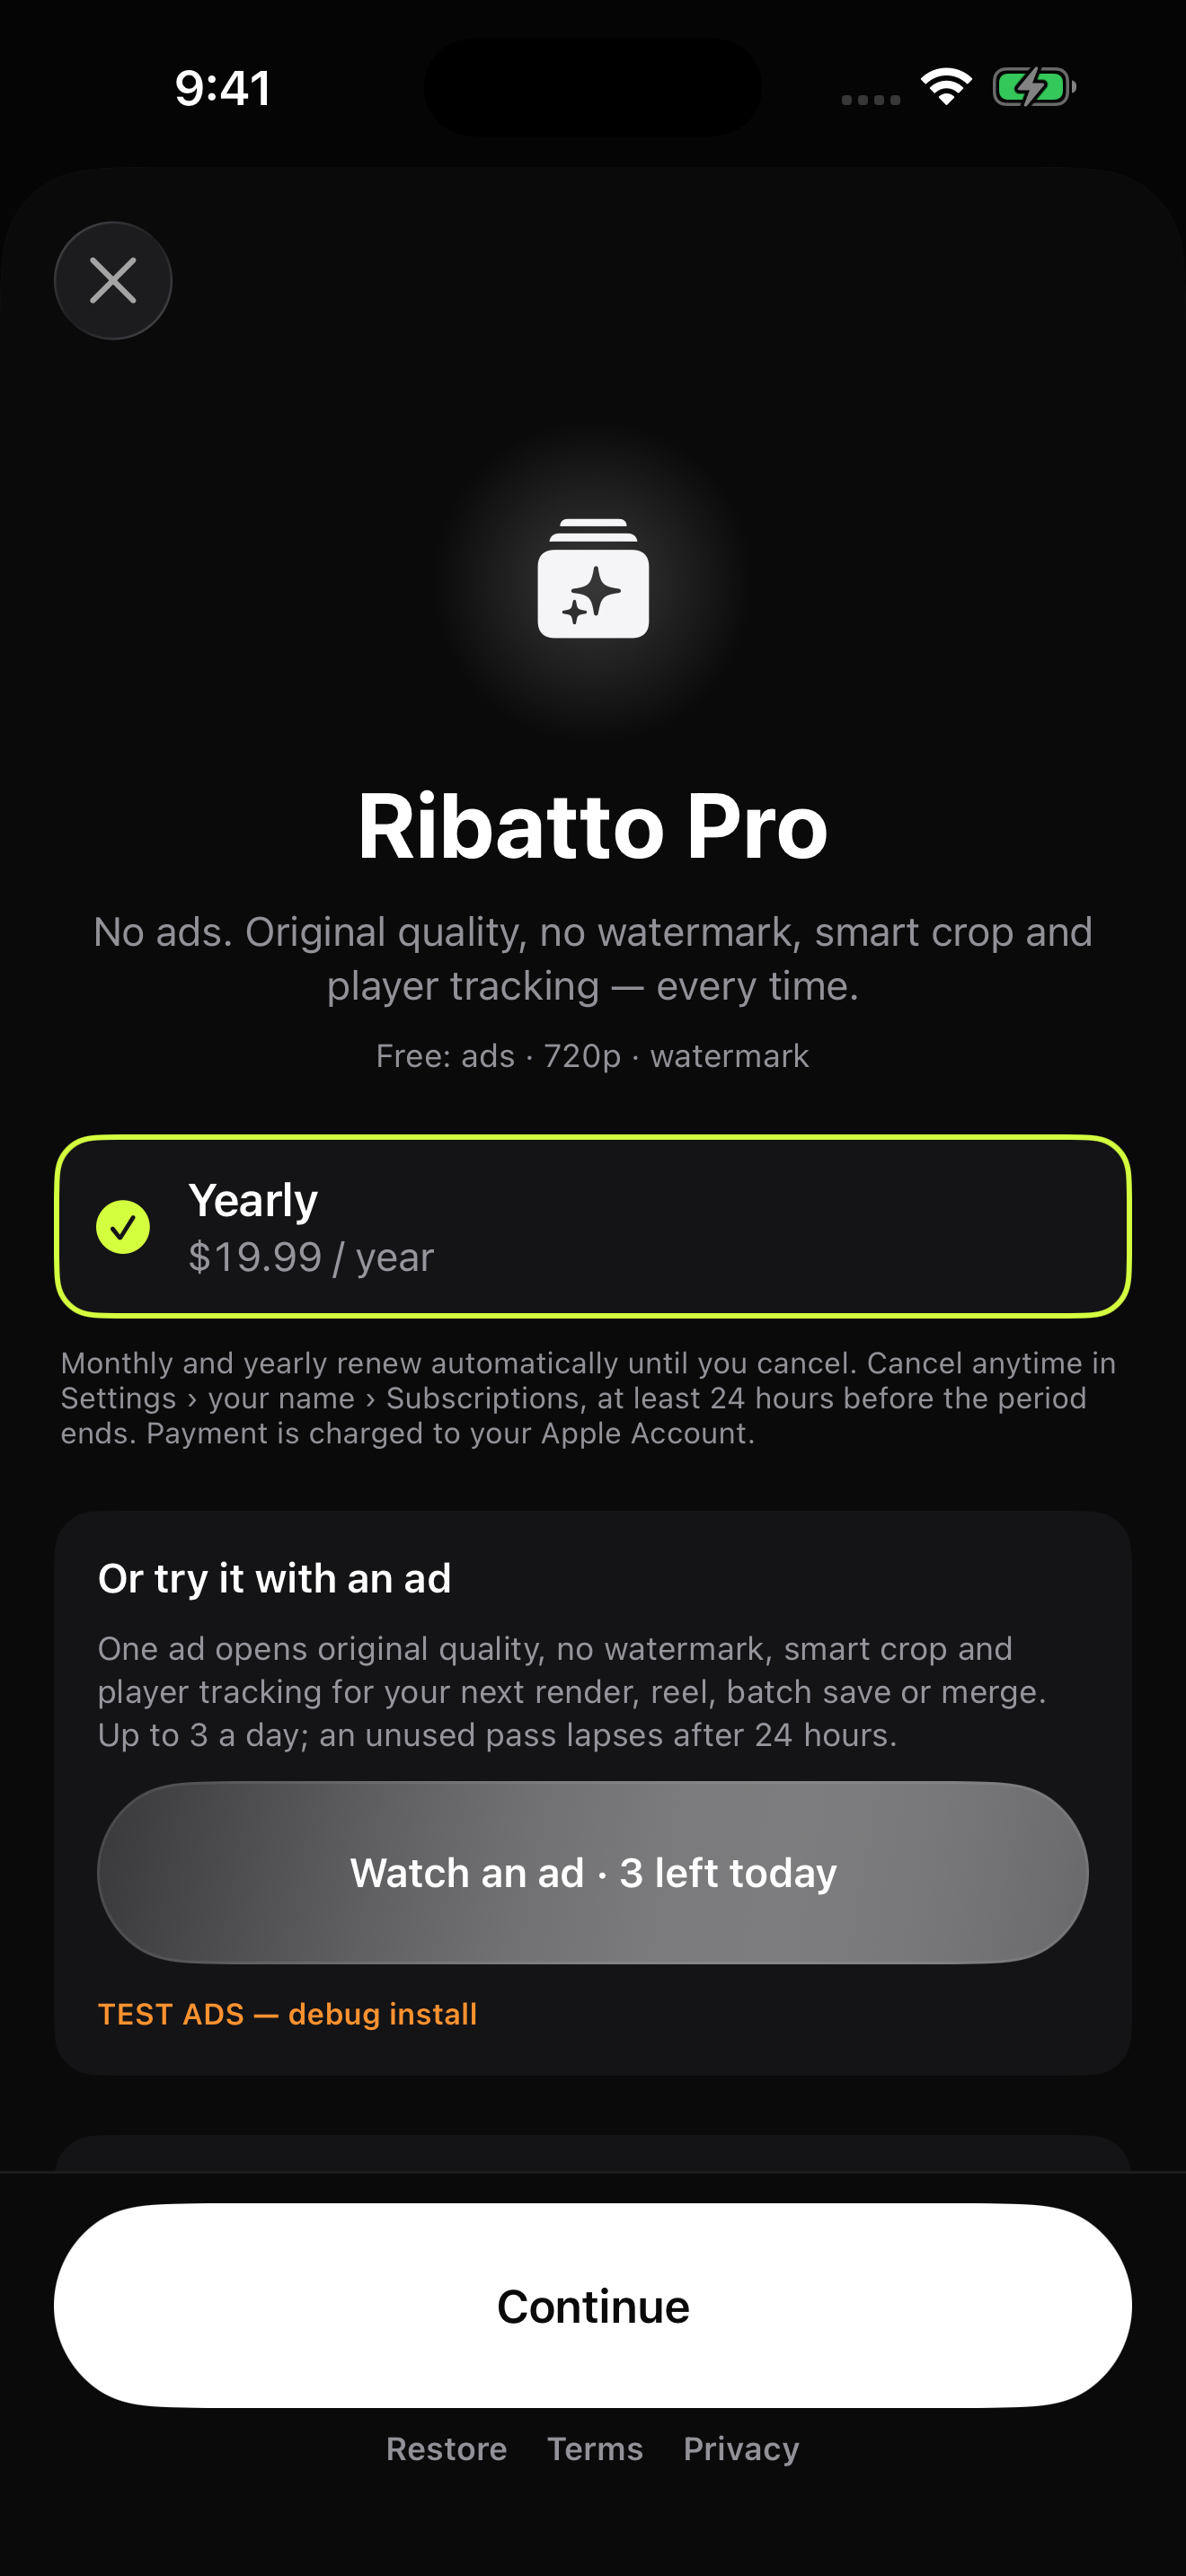 9:41
Ribatto Pro
No ads. Original quality, no watermark, smart crop and
player tracking — every time.
Free: ads · 720p · watermark
Yearly
$19.99 / year
Monthly and yearly renew automatically until you cancel. Cancel anytime in
Settings › your name › Subscriptions, at least 24 hours before the period
ends. Payment is charged to your Apple Account.
Or try it with an ad
One ad opens original quality, no watermark, smart crop and
player tracking for your next render, reel, batch save or merge.
Up to 3 a day; an unused pass lapses after 24 hours.
Watch an ad · 3 left today
TEST ADS — debug install
Continue
Restore Terms Privacy